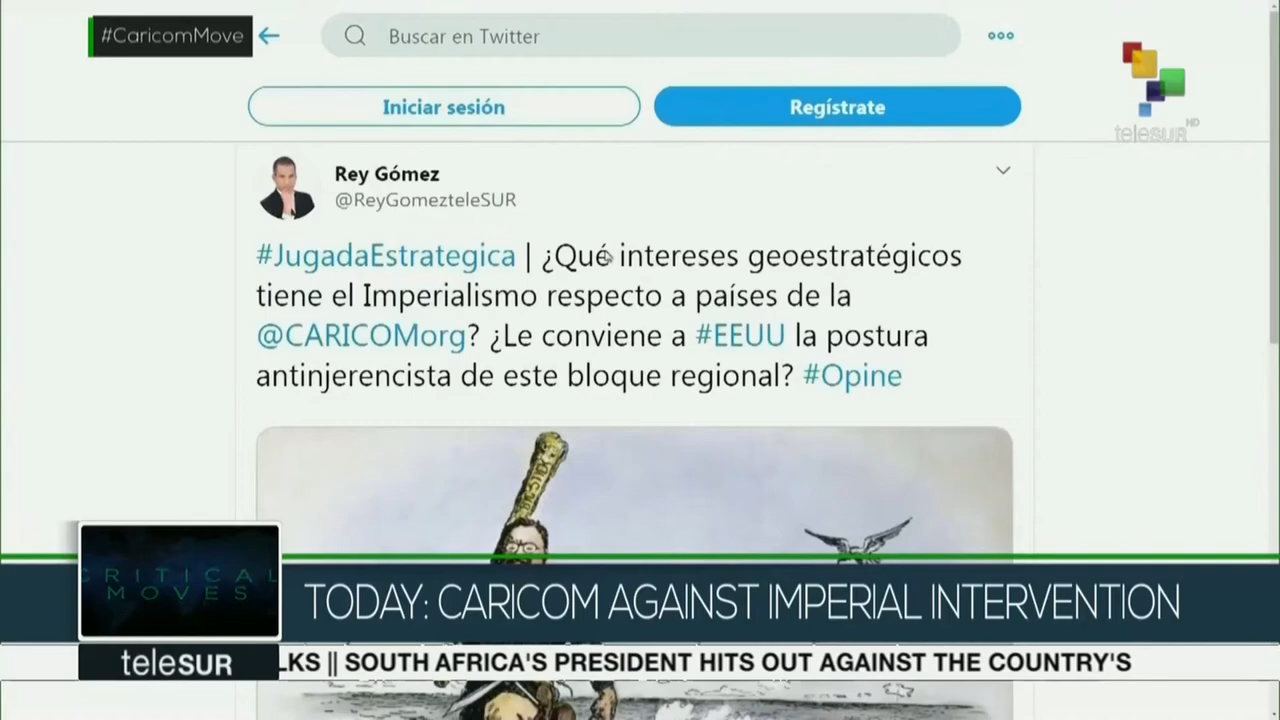 #CaricomMove
Buscar en Twitter
teleSUR HD
Iniciar sesión
Regístrate
Rey Gómez
@ReyGomezteleSUR
#JugadaEstrategica | ¿Qué intereses geoestratégicos
tiene el Imperialismo respecto a países de la
@CARICOMorg? ¿Le conviene a #EEUU la postura
antinjerencista de este bloque regional? #Opine
CRITICAL
MOVES
TODAY: CARICOM AGAINST IMPERIAL INTERVENTION
teleSUR
LKS || SOUTH AFRICA'S PRESIDENT HITS OUT AGAINST THE COUNTRY'S